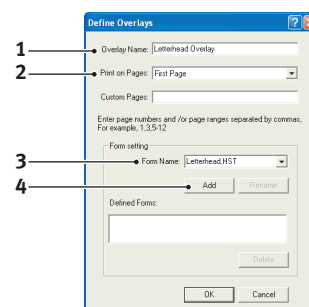 Define Overlays
1
Overlay Name: Letterhead Overlay
2
Print on Pages: First Page
Custom Pages:
Enter page numbers and /or page ranges separated by commas,
For example, 1,3,5-12
Form setting
3
Form Name: Letterhead.HST
4
Add Rename
Defined Forms:
Delete
OK Cancel